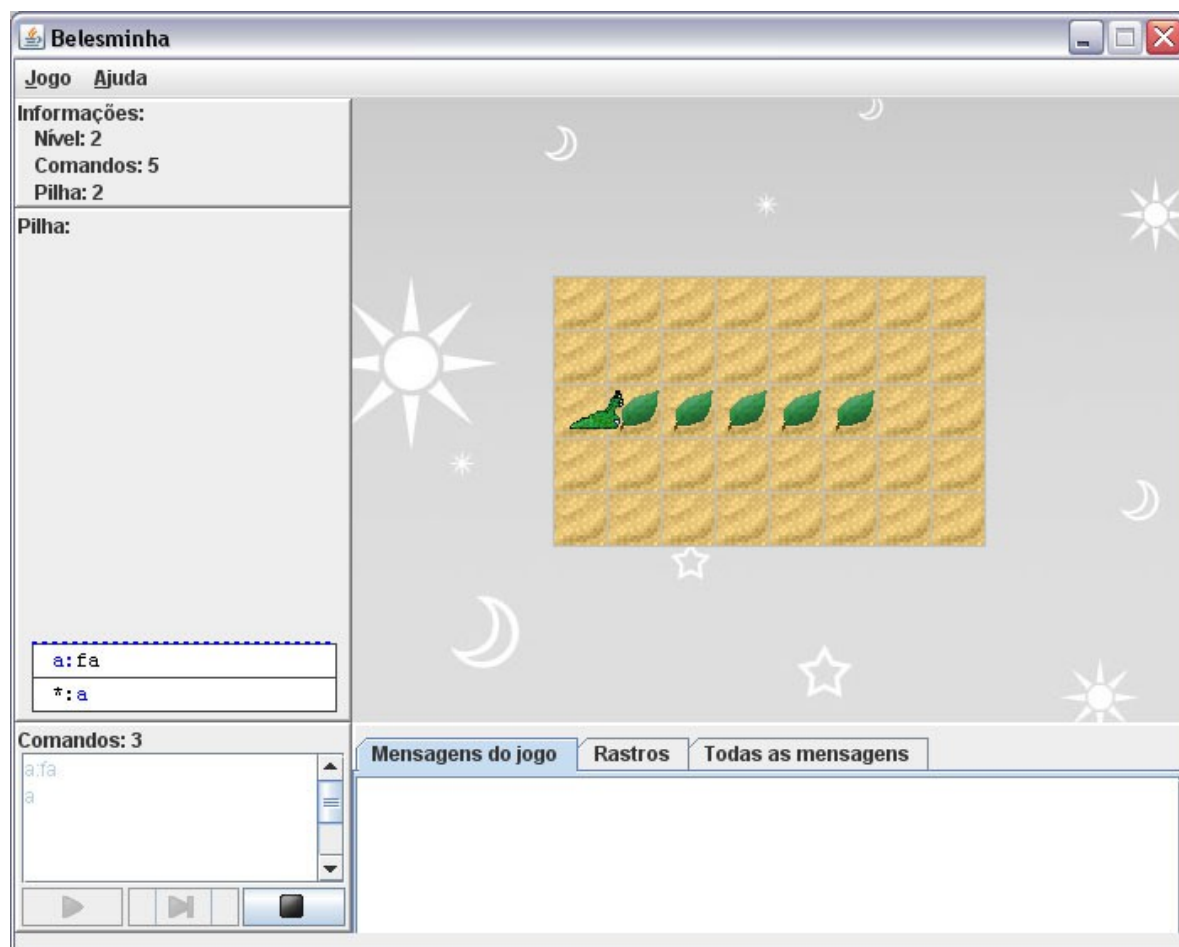 Belesminha
Jogo Ajuda
Informações:
Nível: 2
Comandos: 5
Pilha: 2
Pilha:
a:fa
*:a
Comandos: 3
a:fa
a
Mensagens do jogo Rastros Todas as mensagens